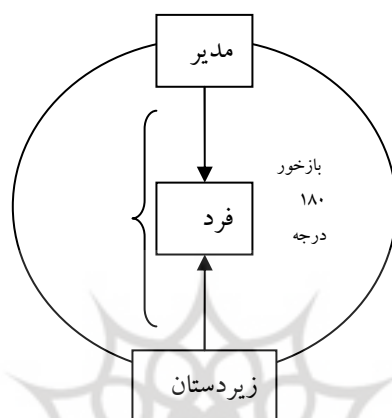 مدیر
بازخور
۱۸۰
درجه
فرد
زیردستان